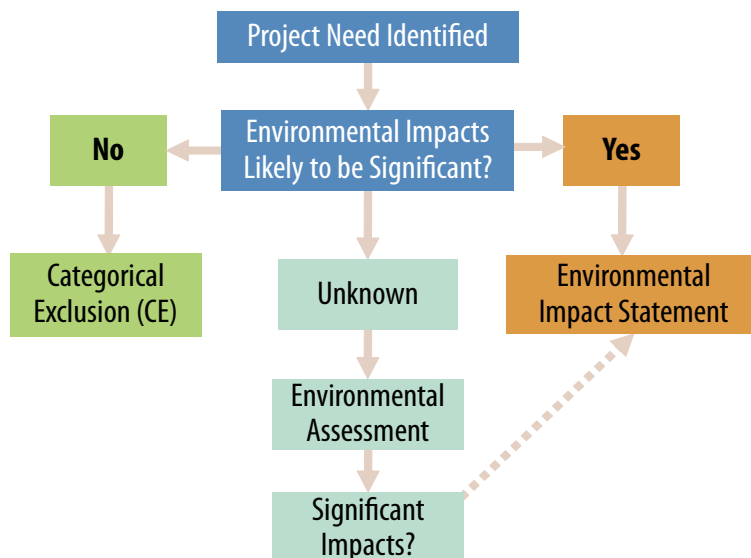 Project Need Identified
No
Environmental Impacts
Likely to be Significant?
Yes
Categorical
Exclusion (CE)
Unknown
Environmental
Impact Statement
Environmental
Assessment
Significant
Impacts?